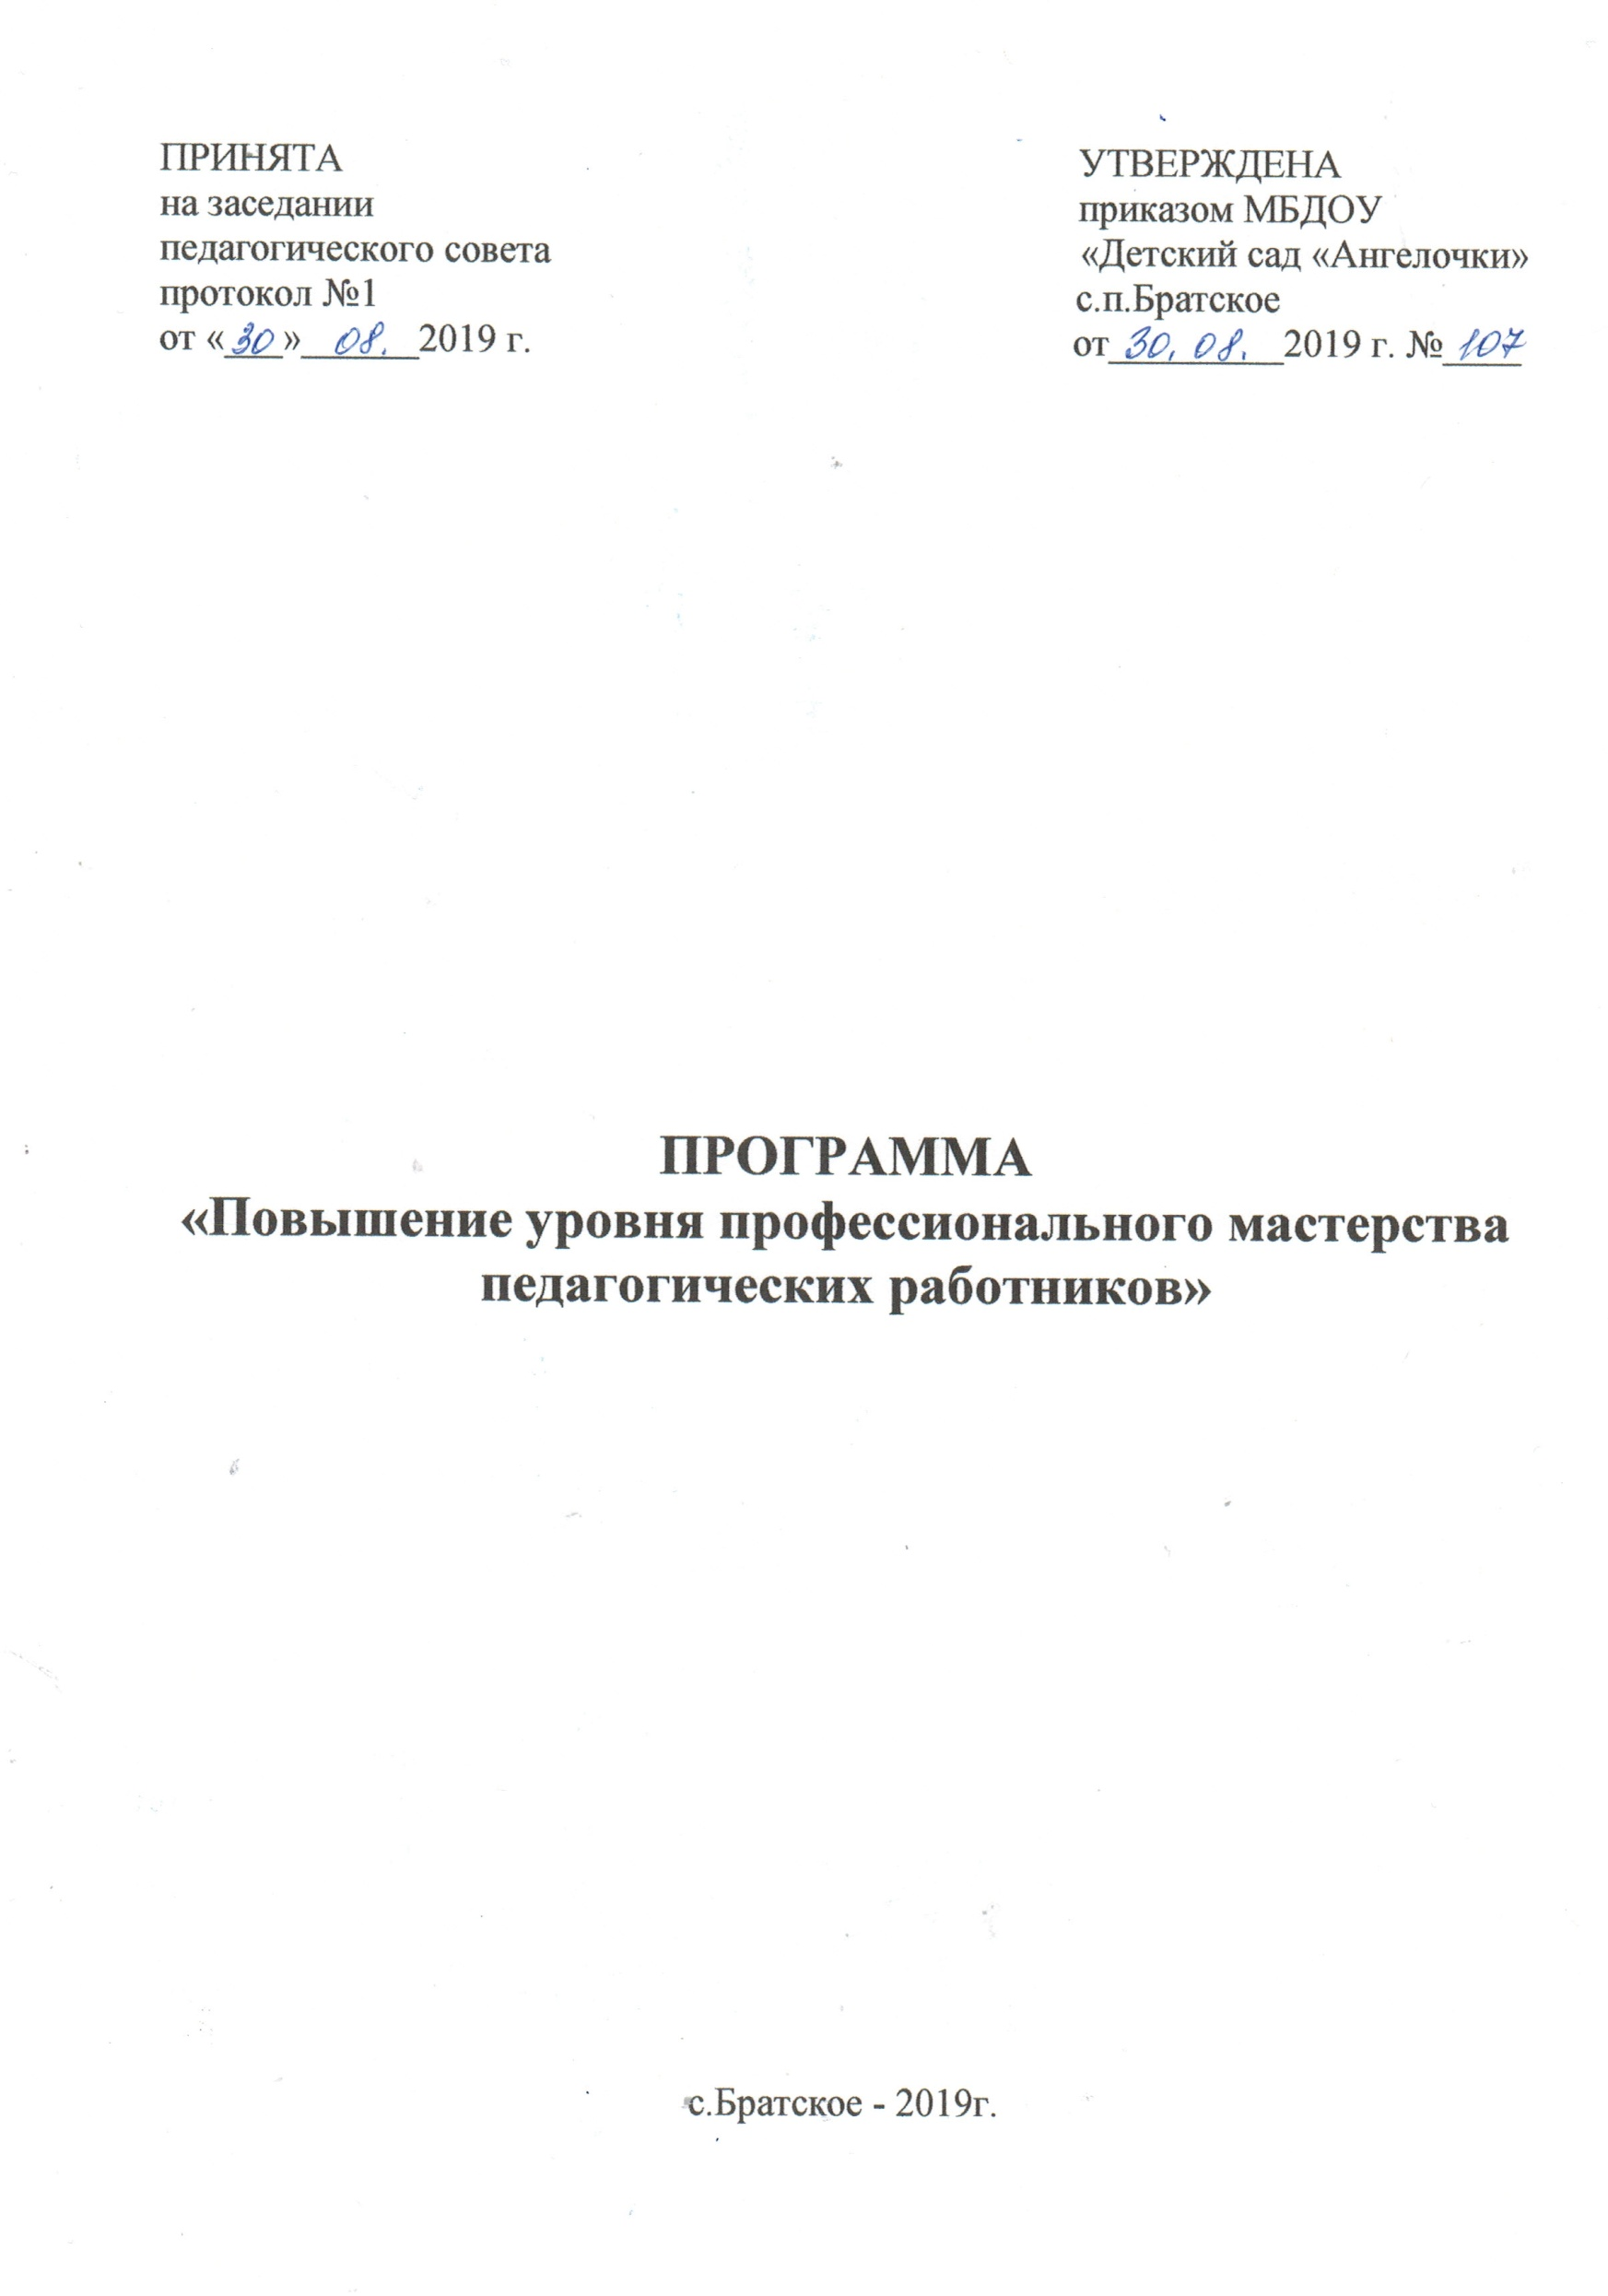 ПРИНЯТА
на заседании
педагогического совета
протокол №1
от «30» 08. 2019 г.
УТВЕРЖДЕНА
приказом МБДОУ
«Детский сад «Ангелочки»
с.п.Братское
от 30. 08. 2019 г. № 107
ПРОГРАММА
«Повышение уровня профессионального мастерства
педагогических работников»
с.Братское - 2019г.